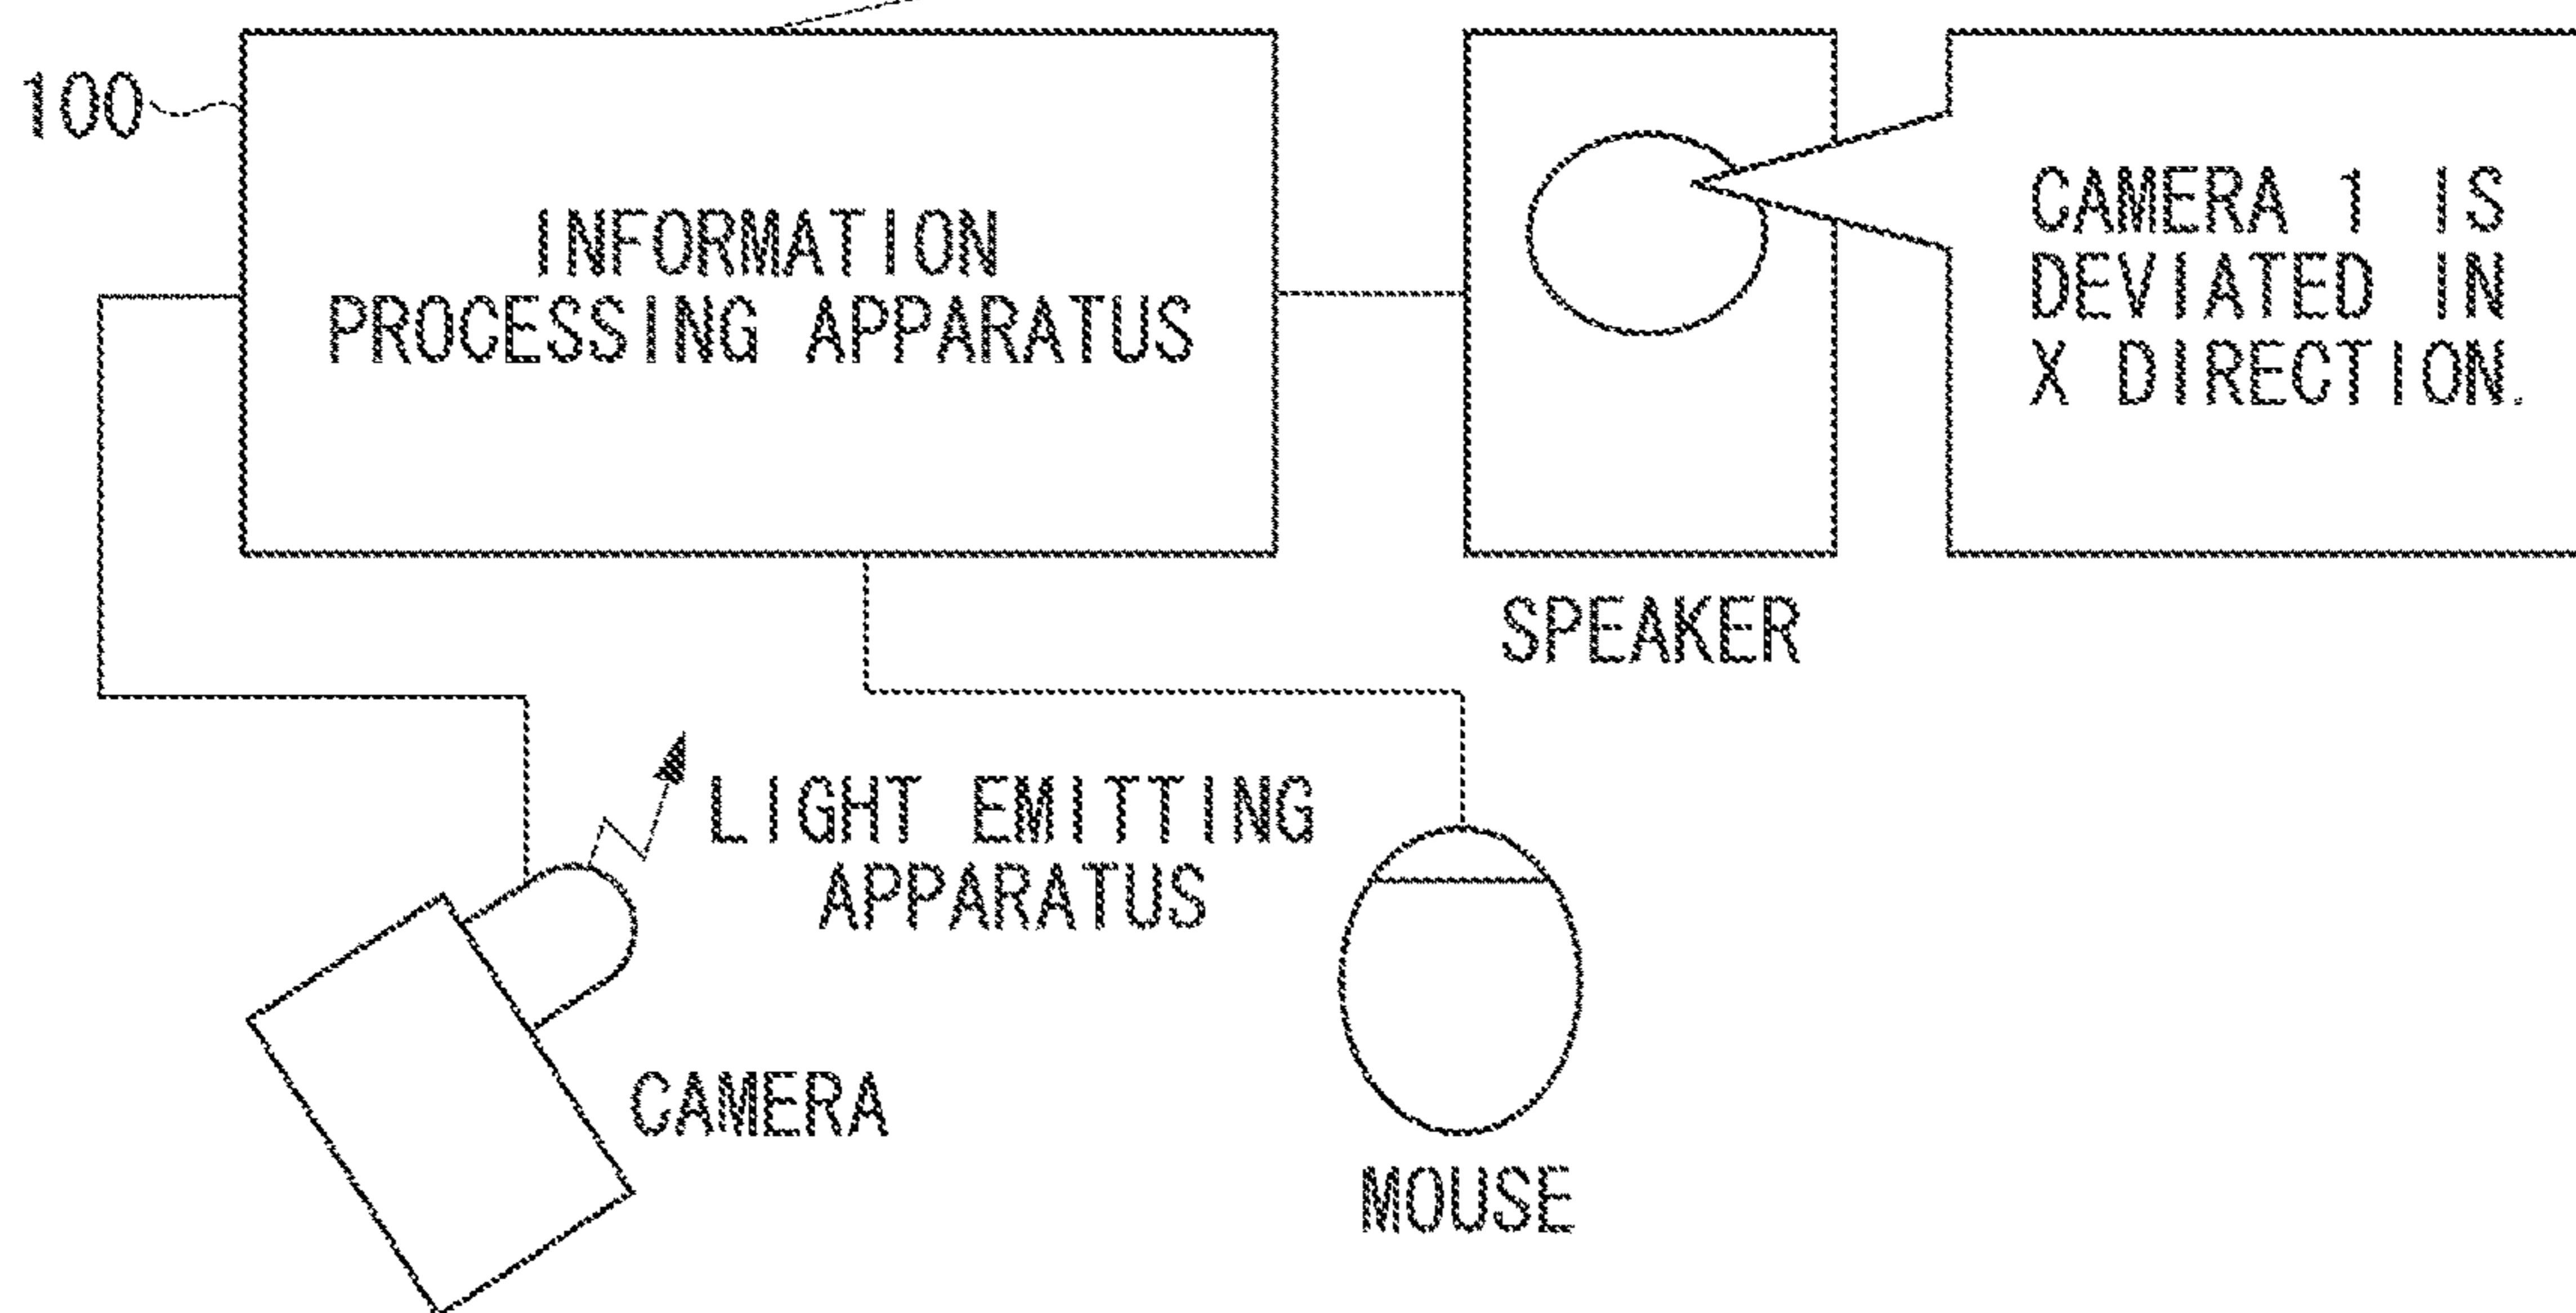 100
INFORMATION
PROCESSING APPARATUS
CAMERA 1 IS
DEVIATED IN
X DIRECTION.
SPEAKER
LIGHT EMITTING
APPARATUS
CAMERA
MOUSE